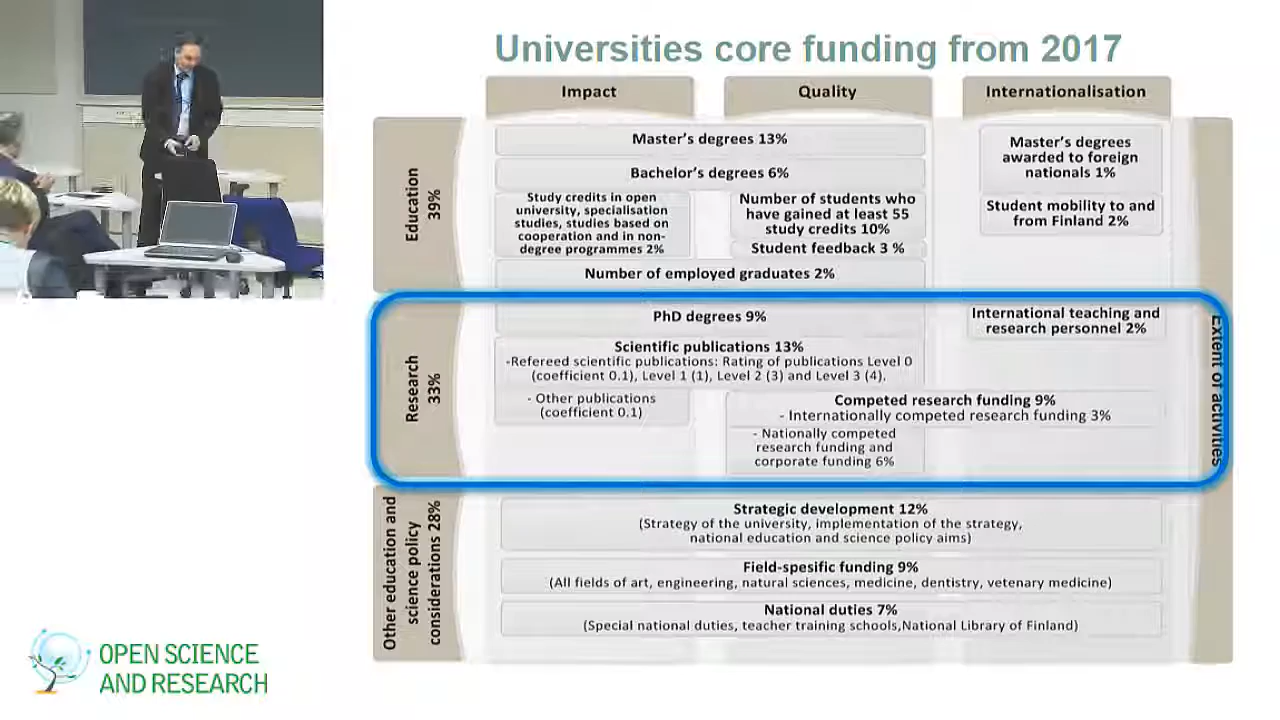 Universities core funding from 2017
Impact
Quality
Internationalisation
Education
39%
Master's degrees 13%
Bachelor's degrees 6%
Study credits in open
university, specialisation
studies, studies based on
cooperation and in non-
degree programmes 2%
Number of students who
have gained at least 55
study credits 10%
Student feedback 3 %
Number of employed graduates 2%
Master's degrees
awarded to foreign
nationals 1%
Student mobility to and
from Finland 2%
Research
33%
PhD degrees 9%
Scientific publications 13%
-Refereed scientific publications: Rating of publications Level 0
(coefficient 0.1), Level 1 (1), Level 2 (3) and Level 3 (4).
- Other publications
(coefficient 0.1)
International teaching and
research personnel 2%
Competed research funding 9%
- Internationally competed research funding 3%
- Nationally competed
research funding and
corporate funding 6%
Extent of activities
Other education and
science policy
considerations 28%
Strategic development 12%
(Strategy of the university, implementation of the strategy,
national education and science policy aims)
Field-spesific funding 9%
(All fields of art, engineering, natural sciences, medicine, dentistry, vetenary medicine)
National duties 7%
(Special national duties, teacher training schools,National Library of Finland)
OPEN SCIENCE
AND RESEARCH